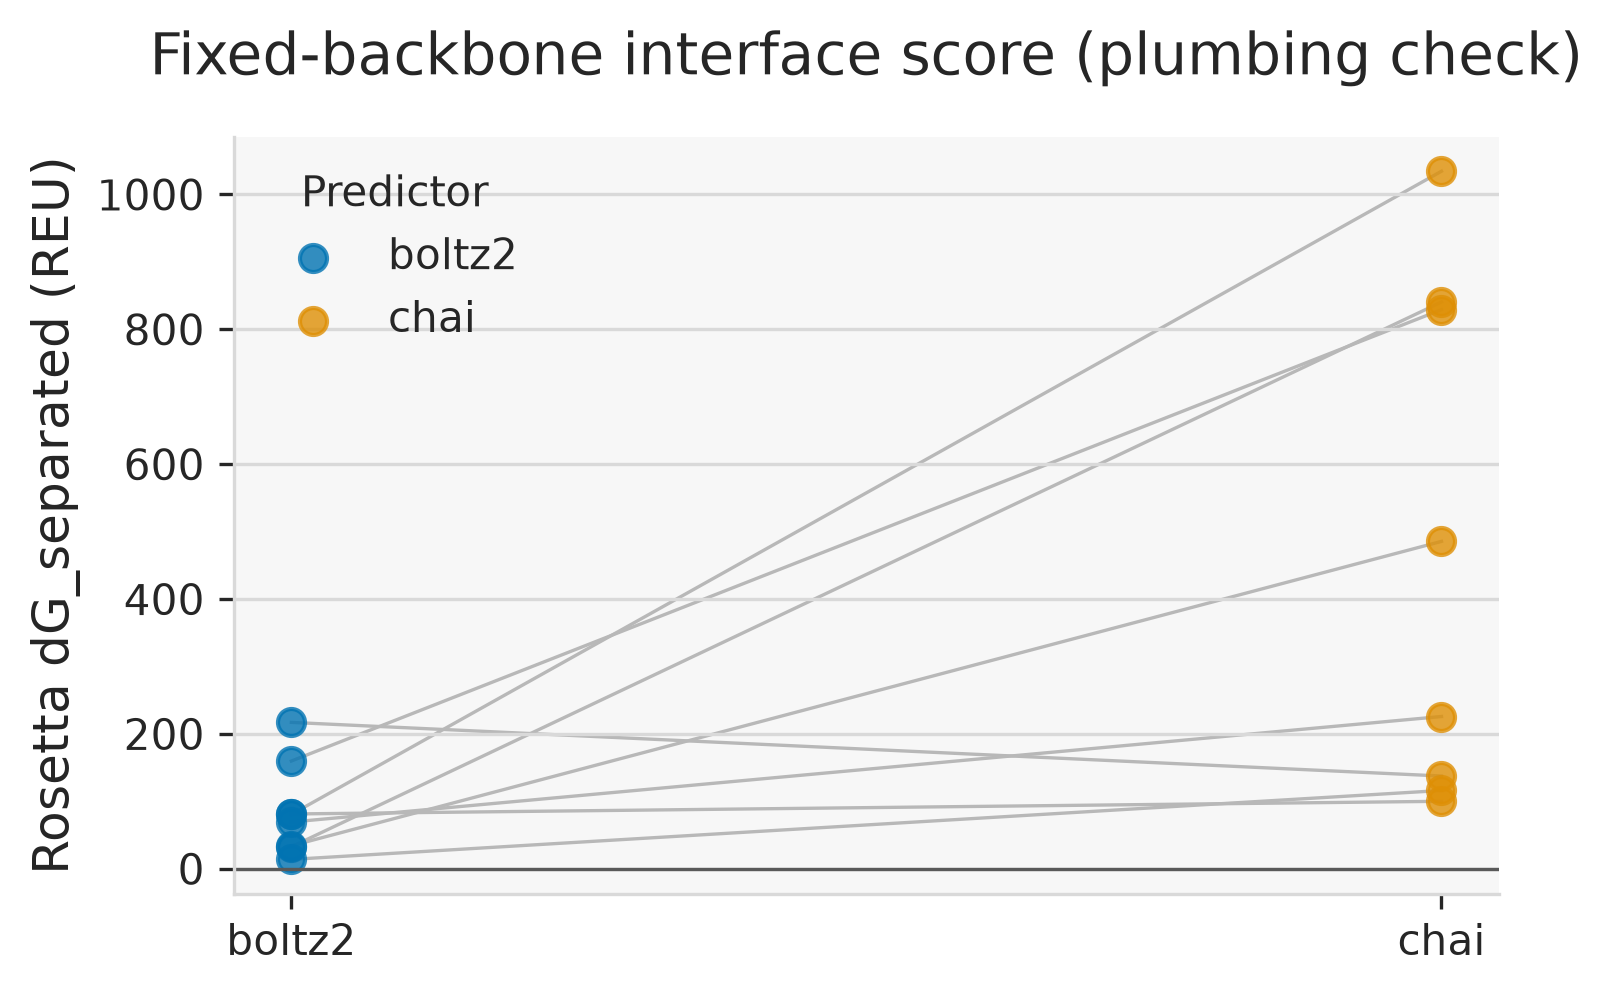 Fixed-backbone interface score (plumbing check)
Rosetta dG_separated (REU)
1000
800
600
400
200
0
Predictor
boltz2
chai
boltz2
chai